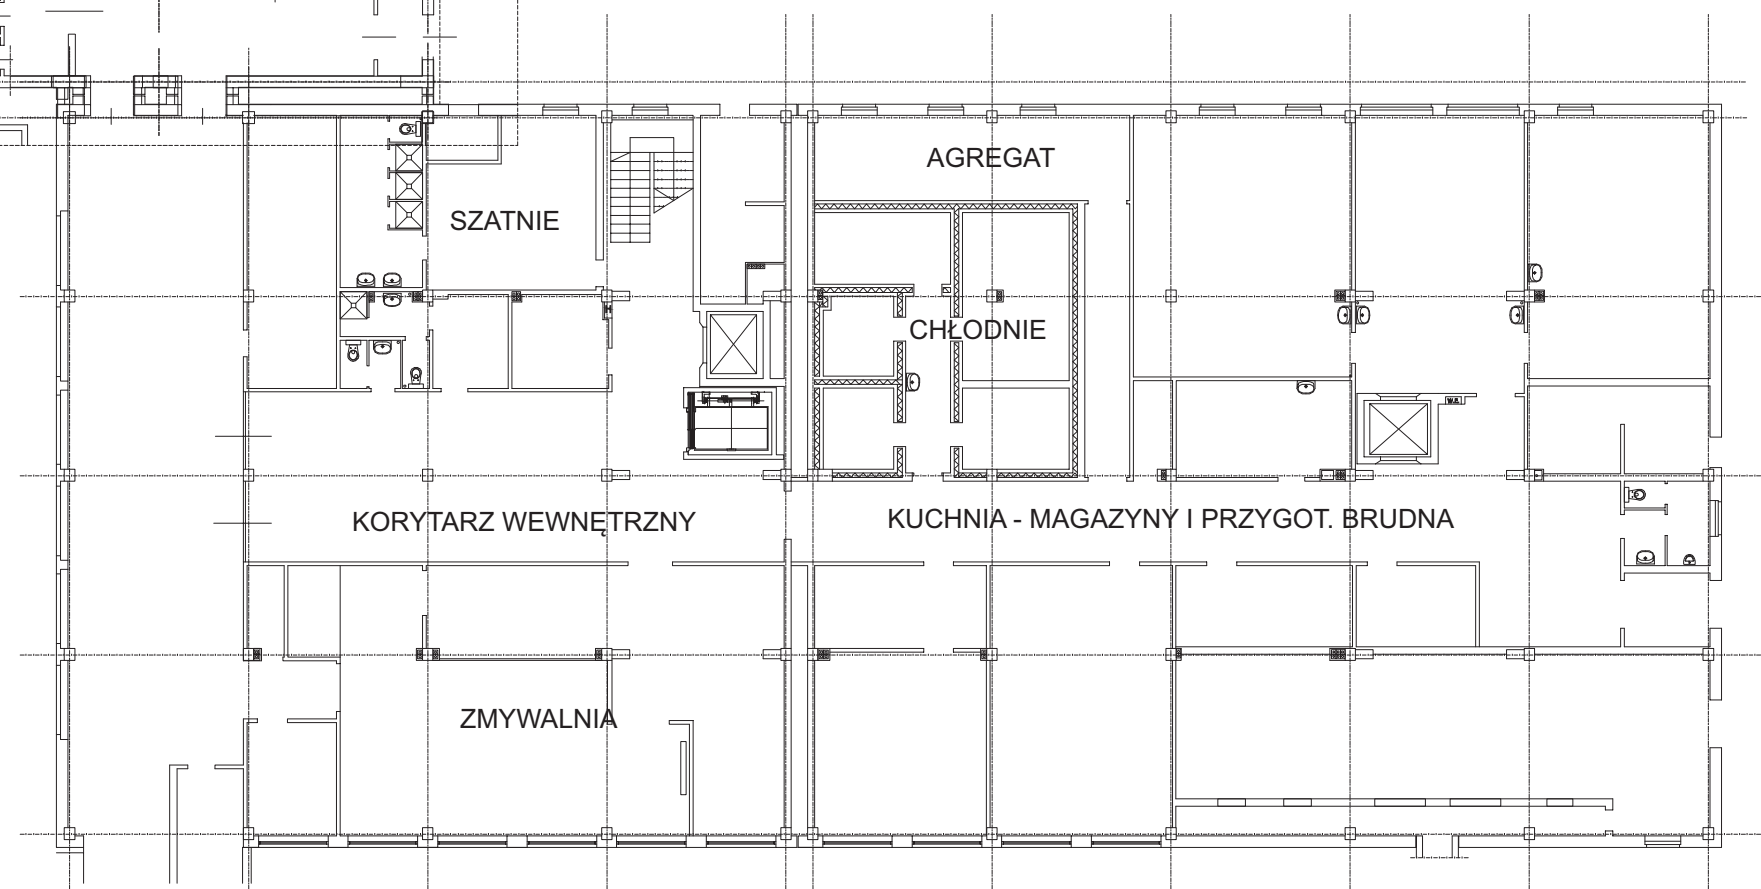 AGREGAT
SZATNIE
CHŁODNIE
KORYTARZ WEWNĘTRZNY
KUCHNIA - MAGAZYNY I PRZYGOT. BRUDNA
ZMYWALNIA